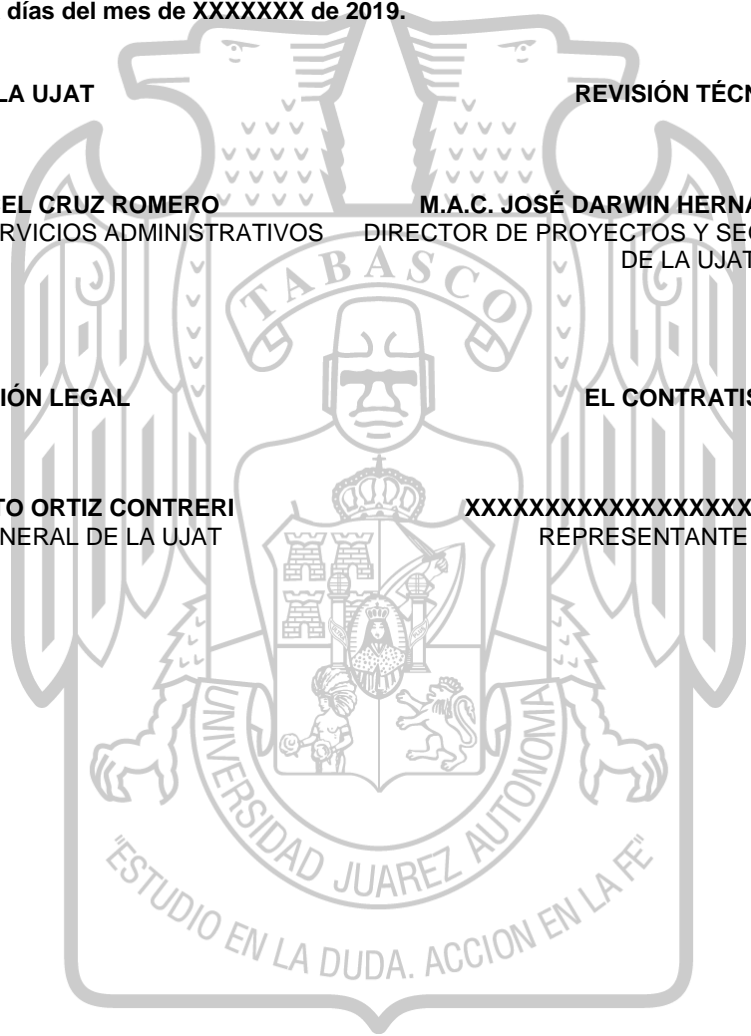 días del mes de XXXXXXX de 2019.
LA UJAT
REVISIÓN TÉCN
EL CRUZ ROMERO
RVICIOS ADMINISTRATIVOS
M.A.C. JOSÉ DARWIN HERNA
DIRECTOR DE PROYECTOS Y SE
DE LA UJAT
TABASCO
IÓN LEGAL
EL CONTRATIS
TO ORTIZ CONTRERI
NERAL DE LA UJAT
XXXXXXXXXXXXXXXXXXX
REPRESENTANTE
UNIVERSIDAD JUAREZ AUTONOMA
"ESTUDIO EN LA DUDA. ACCION EN LA FE"